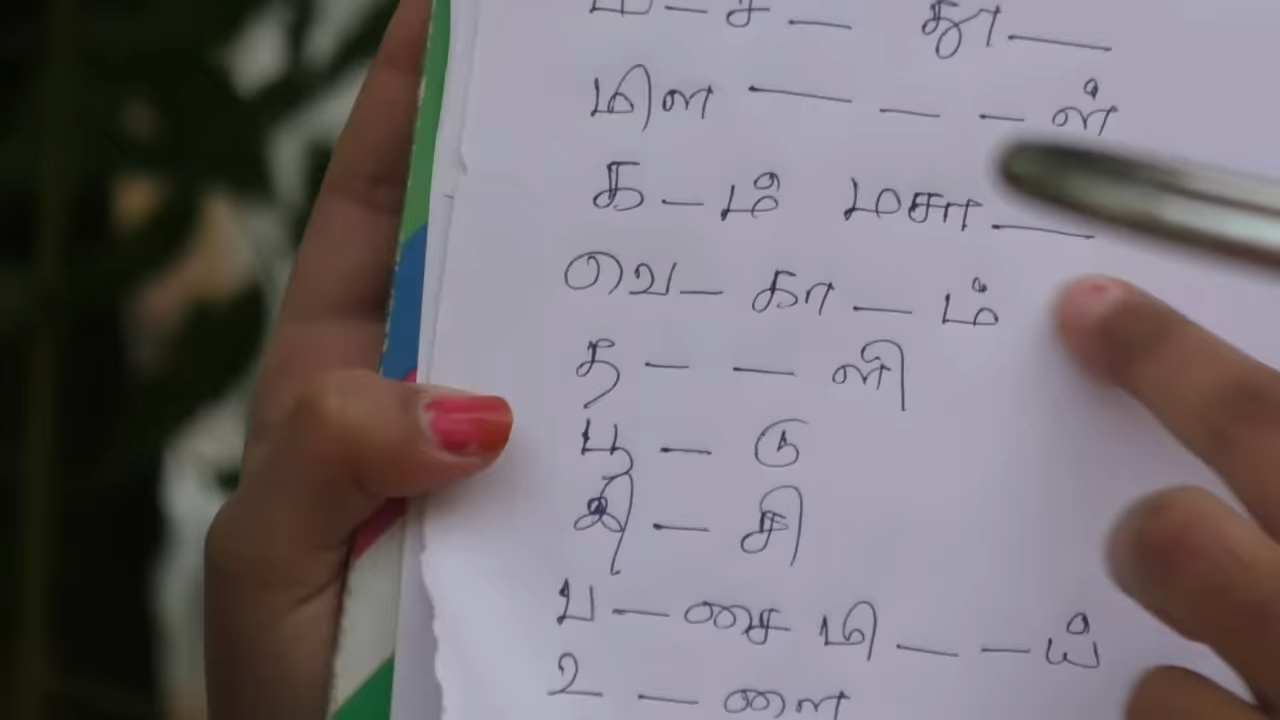 ம _ ச _ தூ _
மிள _ _ _ ள்
க _ ம் மசா _
வெ _ கா _ ம்
த _ _ ளி
பூ _ டு
இ _ சி
ப _ சை மி _ _ ய்
உ _ ளை